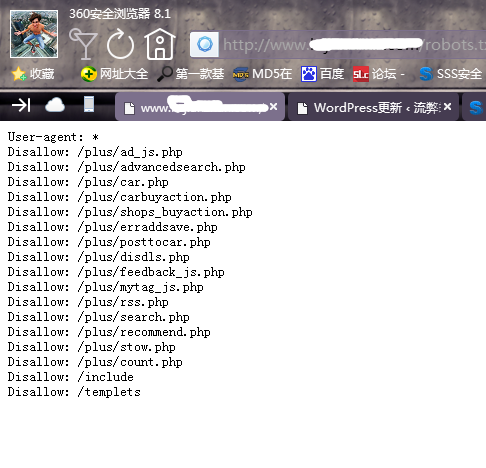 360安全浏览器 8.1
http://www. /robots.t
收藏 网址大全 第一款基 MD5在 百度 论坛 - SSS安全
www. WordPress更新 ‹ 流弊
User-agent: *
Disallow: /plus/ad_js.php
Disallow: /plus/advancedsearch.php
Disallow: /plus/car.php
Disallow: /plus/carbuyaction.php
Disallow: /plus/shops_buyaction.php
Disallow: /plus/erraddsave.php
Disallow: /plus/posttocar.php
Disallow: /plus/disdls.php
Disallow: /plus/feedback_js.php
Disallow: /plus/mytag_js.php
Disallow: /plus/rss.php
Disallow: /plus/search.php
Disallow: /plus/recommend.php
Disallow: /plus/stow.php
Disallow: /plus/count.php
Disallow: /include
Disallow: /templets